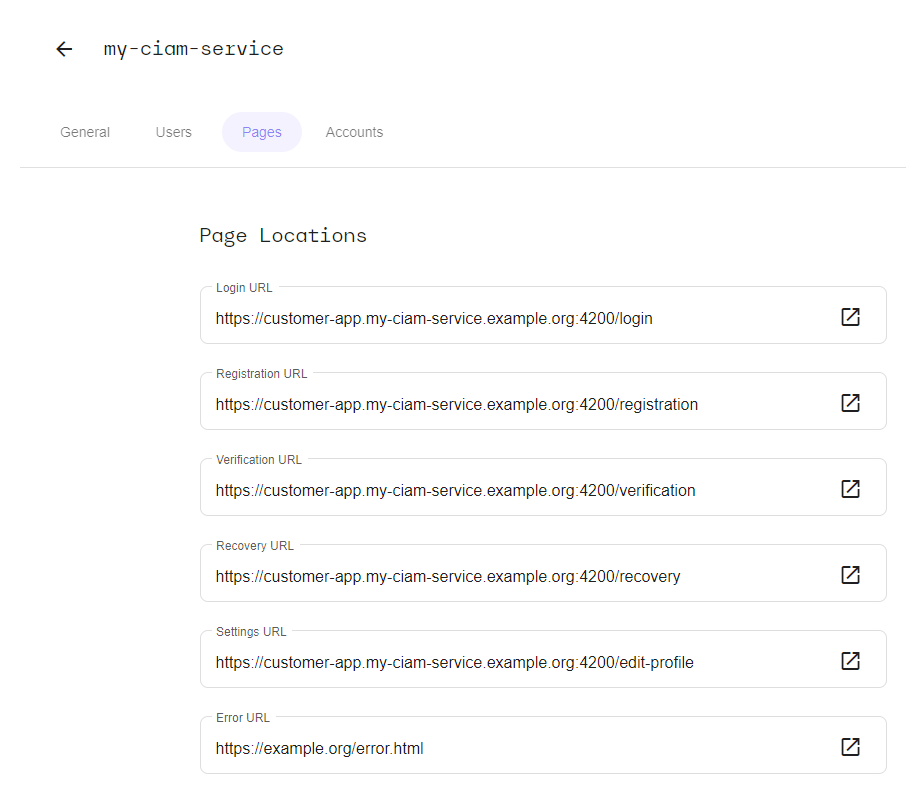 my-ciam-service
General Users Pages Accounts
Page Locations
Login URL
https://customer-app.my-ciam-service.example.org:4200/login
Registration URL
https://customer-app.my-ciam-service.example.org:4200/registration
Verification URL
https://customer-app.my-ciam-service.example.org:4200/verification
Recovery URL
https://customer-app.my-ciam-service.example.org:4200/recovery
Settings URL
https://customer-app.my-ciam-service.example.org:4200/edit-profile
Error URL
https://example.org/error.html